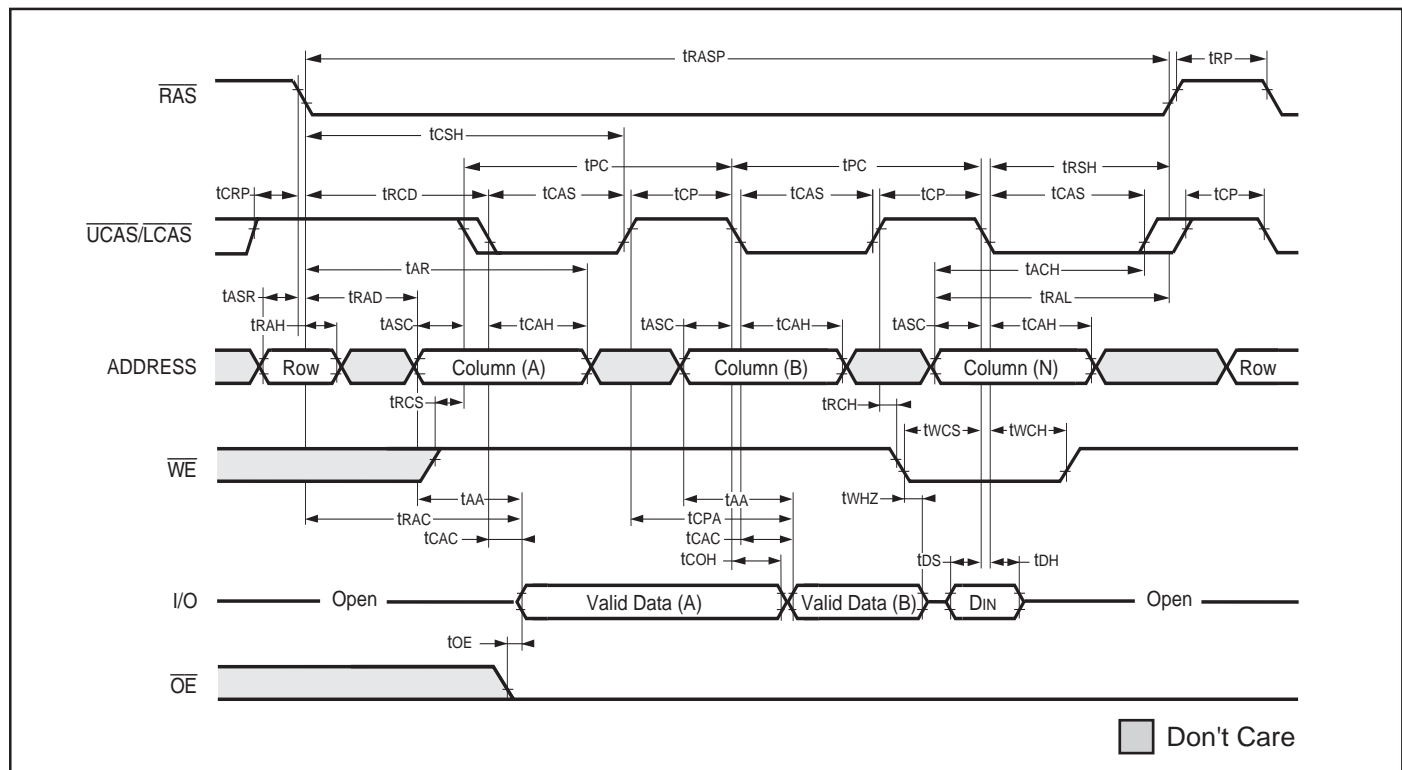 tRASP
tRP
RAS
tCSH
tPC
tPC
tRSH
tCRP
tRCD
tCAS
tCP
tCAS
tCP
tCAS
tCP
UCAS/LCAS
tAR
tACH
tASR
tRAD
tRAL
tRAH
tASC
tCAH
tASC
tCAH
tASC
tCAH
ADDRESS
Row
Column (A)
Column (B)
Column (N)
Row
tRCS
tRCH
tWCS
tWCH
WE
tAA
tAA
tWHZ
tRAC
tCPA
tCAC
tCAC
tCOH
tDS
tDH
I/O
Open
Valid Data (A)
Valid Data (B)
DIN
Open
tOE
OE
Don't Care